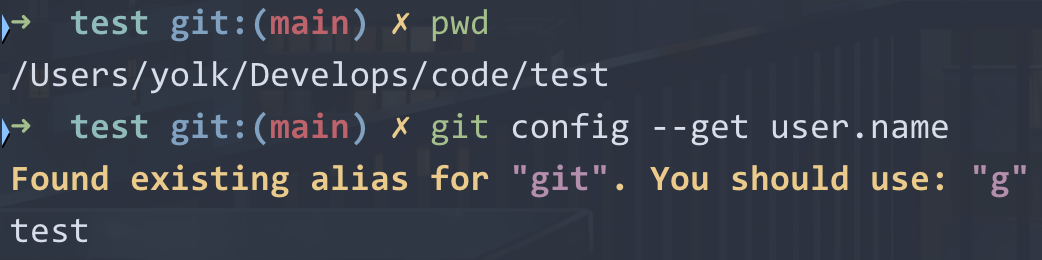 ➜  test git:(main) ✗ pwd
/Users/yolk/Develops/code/test
➜  test git:(main) ✗ git config --get user.name
Found existing alias for "git". You should use: "g"
test